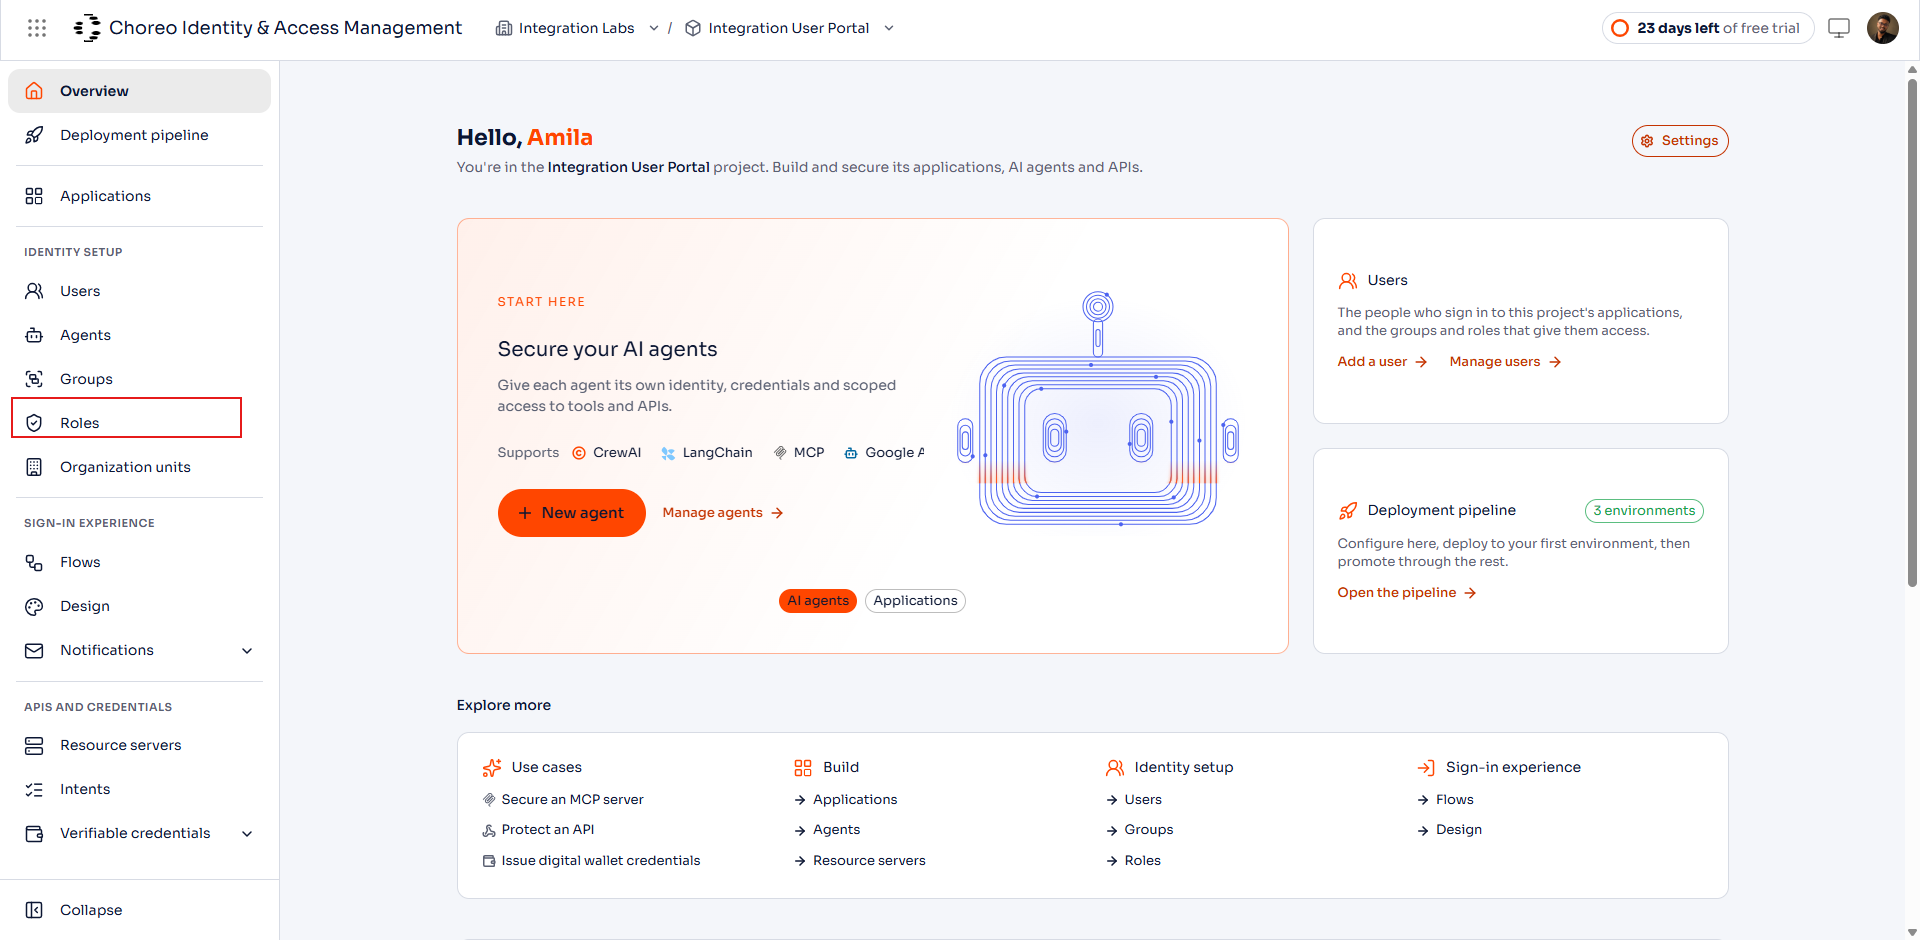 Choreo Identity & Access Management
Integration Labs / Integration User Portal
23 days left of free trial
Overview
Deployment pipeline
Applications
IDENTITY SETUP
Users
Agents
Groups
Roles
Organization units
SIGN-IN EXPERIENCE
Flows
Design
Notifications
APIS AND CREDENTIALS
Resource servers
Intents
Verifiable credentials
Collapse
Hello, Amila
You're in the Integration User Portal project. Build and secure its applications, AI agents and APIs.
Settings
START HERE
Secure your AI agents
Give each agent its own identity, credentials and scoped
access to tools and APIs.
Supports CrewAI LangChain MCP Google A
New agent
Manage agents
AI agents
Applications
Users
The people who sign in to this project's applications,
and the groups and roles that give them access.
Add a user Manage users
Deployment pipeline
3 environments
Configure here, deploy to your first environment, then
promote through the rest.
Open the pipeline
Explore more
Use cases
Secure an MCP server
Protect an API
Issue digital wallet credentials
Build
Applications
Agents
Resource servers
Identity setup
Users
Groups
Roles
Sign-in experience
Flows
Design